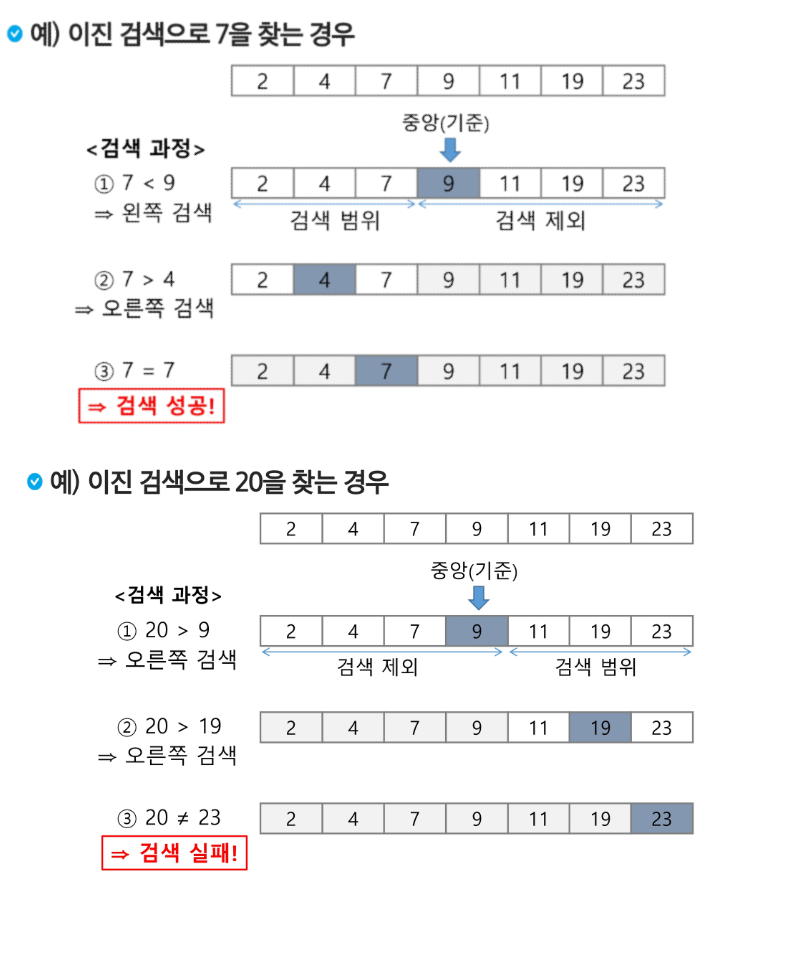 예) 이진 검색으로 7을 찾는 경우
2 4 7 9 11 19 23
중앙(기준)
<검색 과정>
① 7 < 9
2 4 7 9 11 19 23
⇒ 왼쪽 검색
검색 범위 검색 제외
② 7 > 4
2 4 7 9 11 19 23
⇒ 오른쪽 검색
③ 7 = 7
2 4 7 9 11 19 23
⇒ 검색 성공!
예) 이진 검색으로 20을 찾는 경우
2 4 7 9 11 19 23
중앙(기준)
<검색 과정>
① 20 > 9
2 4 7 9 11 19 23
⇒ 오른쪽 검색
검색 제외 검색 범위
② 20 > 19
2 4 7 9 11 19 23
⇒ 오른쪽 검색
③ 20 ≠ 23
2 4 7 9 11 19 23
⇒ 검색 실패!